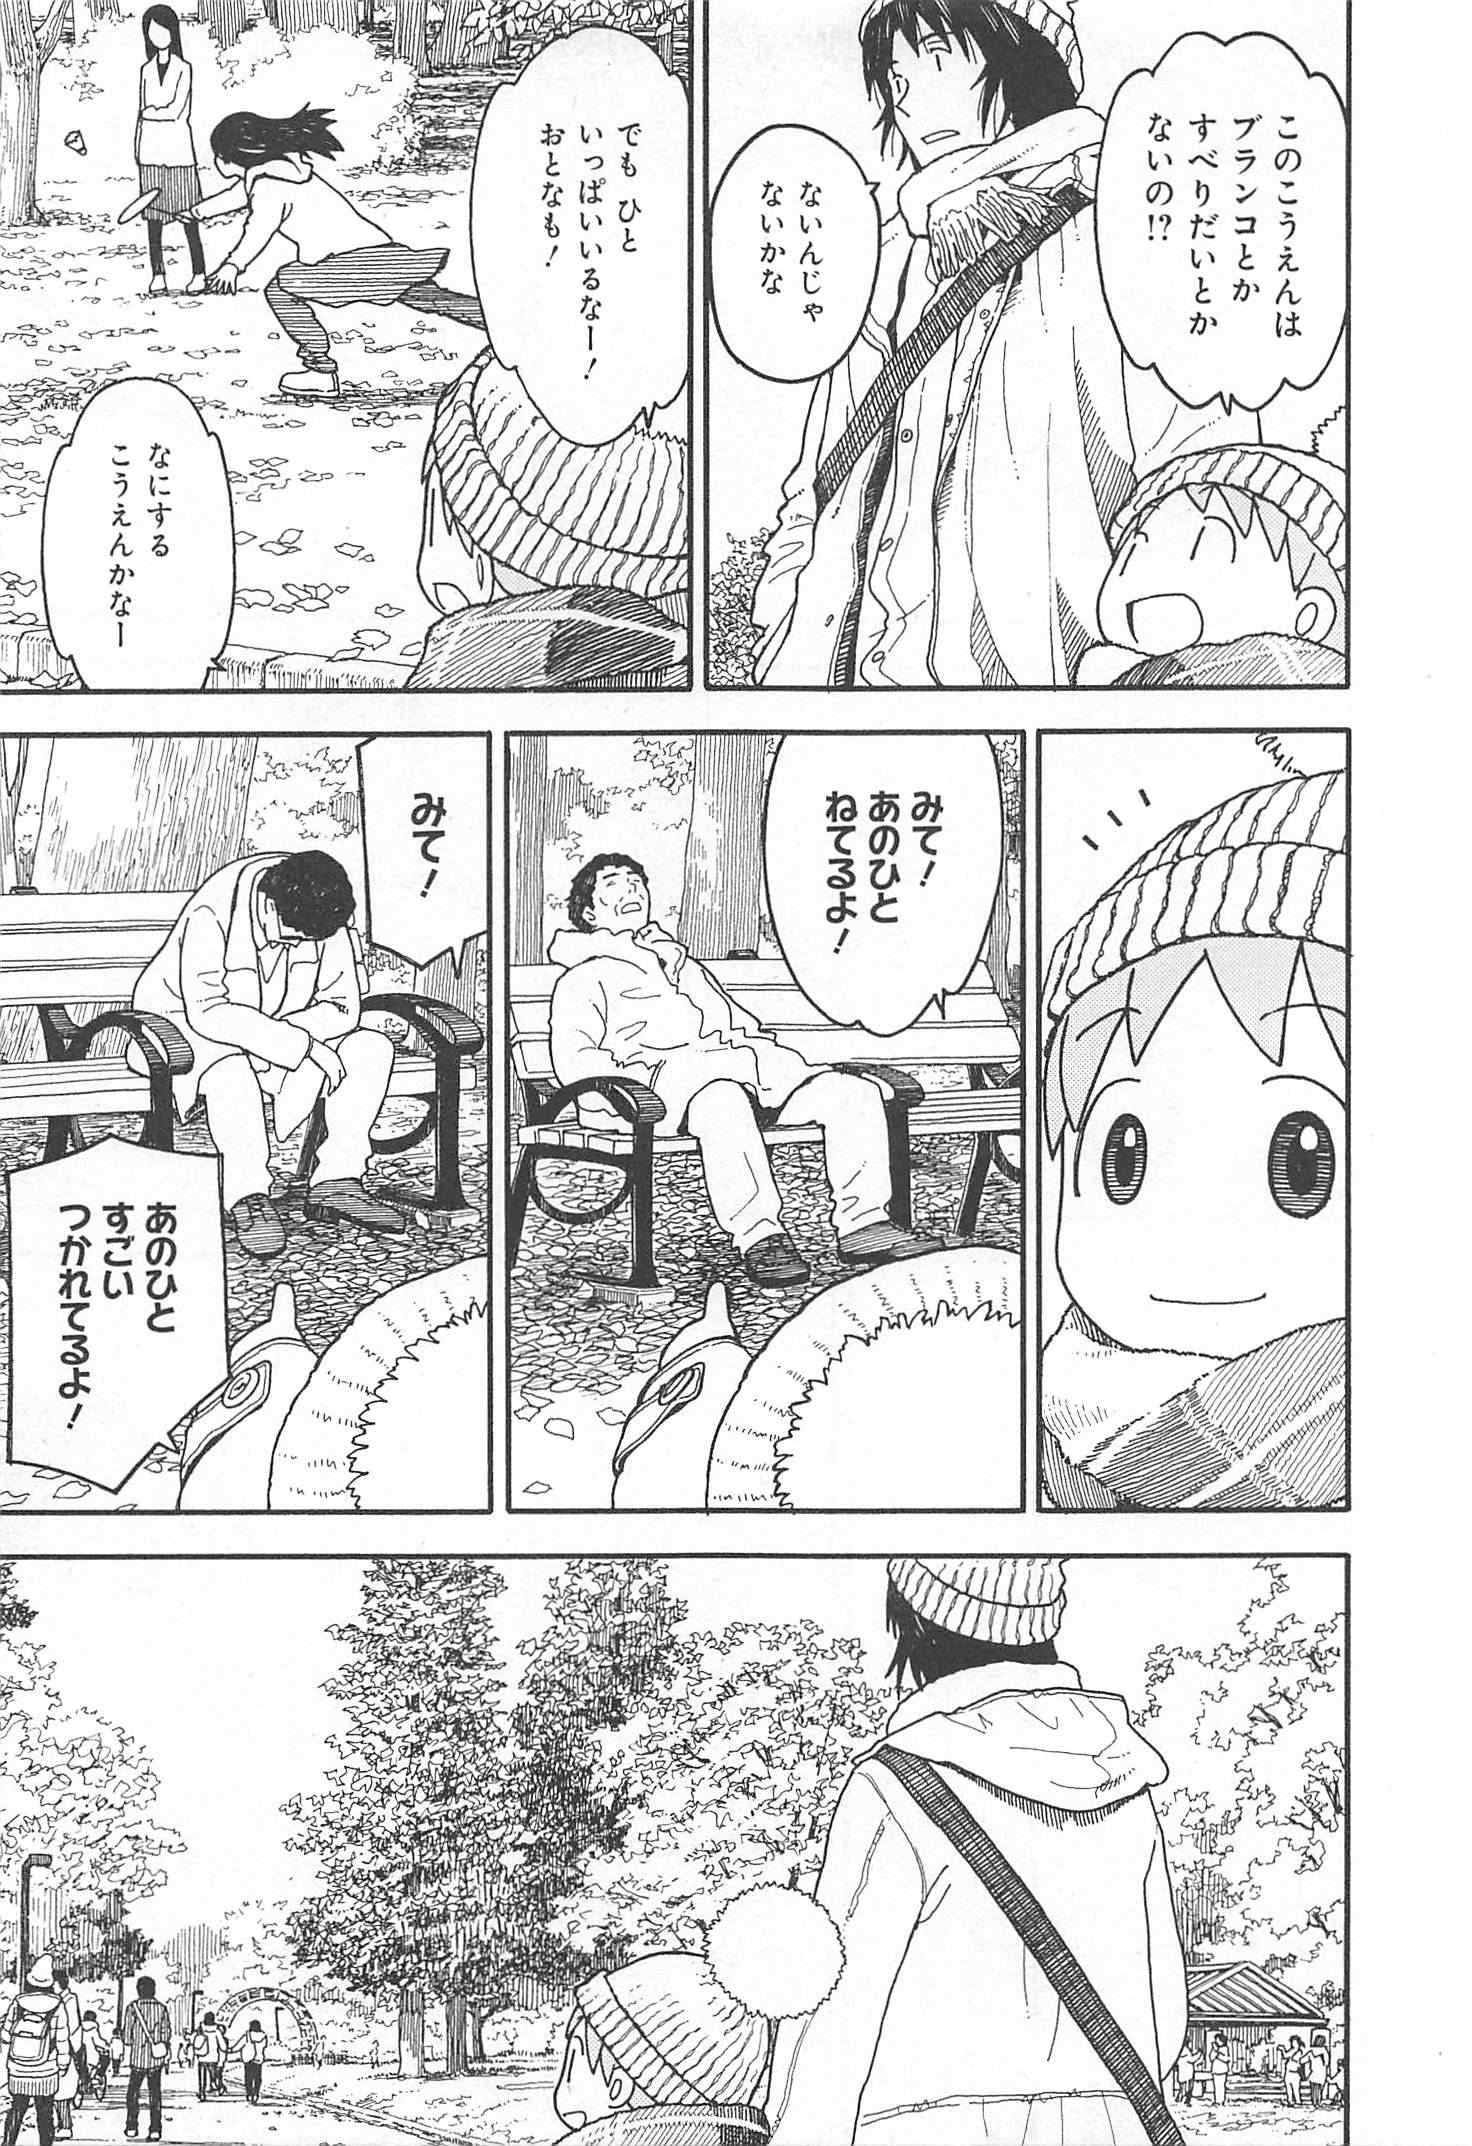 このこうえんは
ブランコとか
すべりだいとか
ないの!?
ないんじゃ
ないかな
でも ひと
いっぱいいるなー!
おとなも!
なにする
こうえんかなー
みて!
あのひと
ねてるよ!
みて!
あのひと
すごい
つかれてるよ!